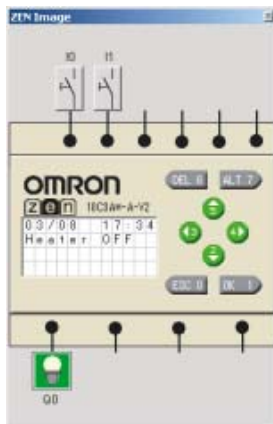 ZEN Image
I0 I1
OMRON
zen 10C3A*-A-V2
DEL 6 ALT 7
03/08 17:34
Heater OFF
ESC 0 OK 1
Q0